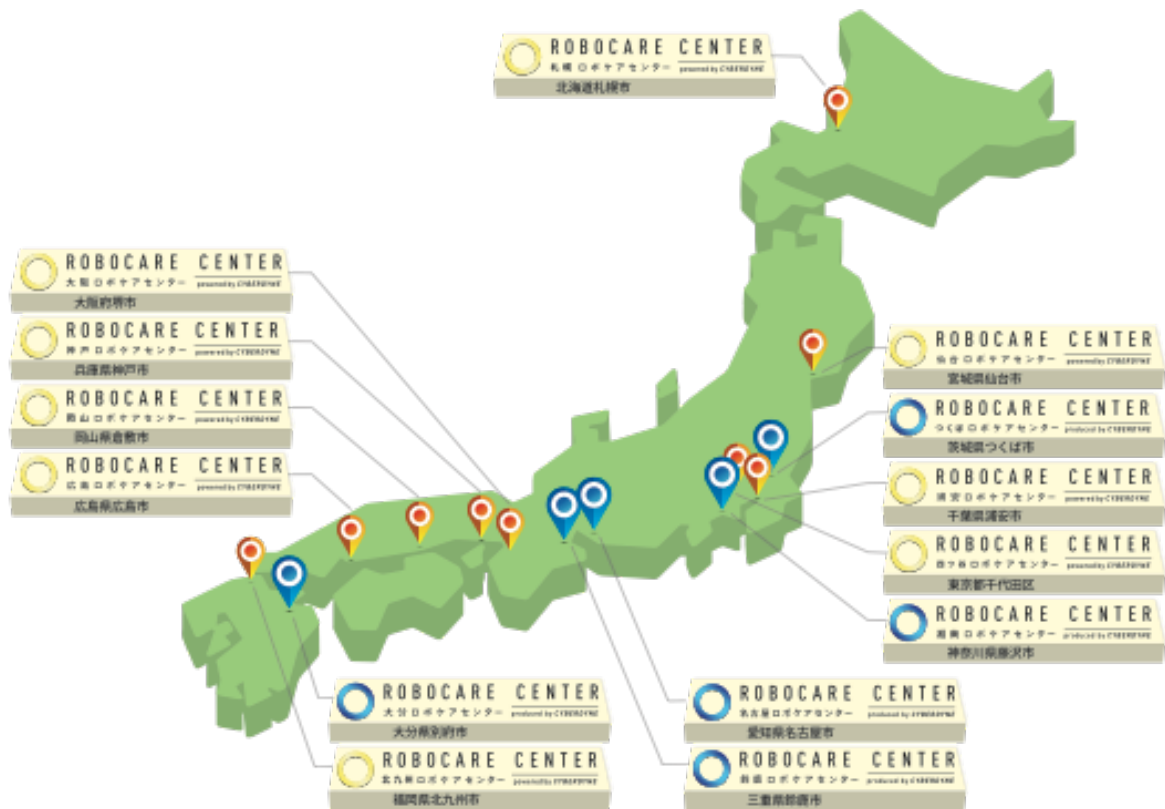 ROBOCARE CENTER
札幌ロボケアセンター powered by CYBERDYNE
北海道札幌市
ROBOCARE CENTER
大阪ロボケアセンター powered by CYBERDYNE
大阪府堺市
ROBOCARE CENTER
神戸ロボケアセンター powered by CYBERDYNE
兵庫県神戸市
ROBOCARE CENTER
岡山ロボケアセンター powered by CYBERDYNE
岡山県倉敷市
ROBOCARE CENTER
広島ロボケアセンター powered by CYBERDYNE
広島県広島市
ROBOCARE CENTER
仙台ロボケアセンター powered by CYBERDYNE
宮城県仙台市
ROBOCARE CENTER
つくばロボケアセンター produced by CYBERDYNE
茨城県つくば市
ROBOCARE CENTER
浦安ロボケアセンター powered by CYBERDYNE
千葉県浦安市
ROBOCARE CENTER
四ツ谷ロボケアセンター powered by CYBERDYNE
東京都千代田区
ROBOCARE CENTER
湘南ロボケアセンター produced by CYBERDYNE
神奈川県藤沢市
ROBOCARE CENTER
大分ロボケアセンター produced by CYBERDYNE
大分県別府市
ROBOCARE CENTER
北九州ロボケアセンター powered by CYBERDYNE
福岡県北九州市
ROBOCARE CENTER
名古屋ロボケアセンター produced by CYBERDYNE
愛知県名古屋市
ROBOCARE CENTER
鈴鹿ロボケアセンター produced by CYBERDYNE
三重県鈴鹿市